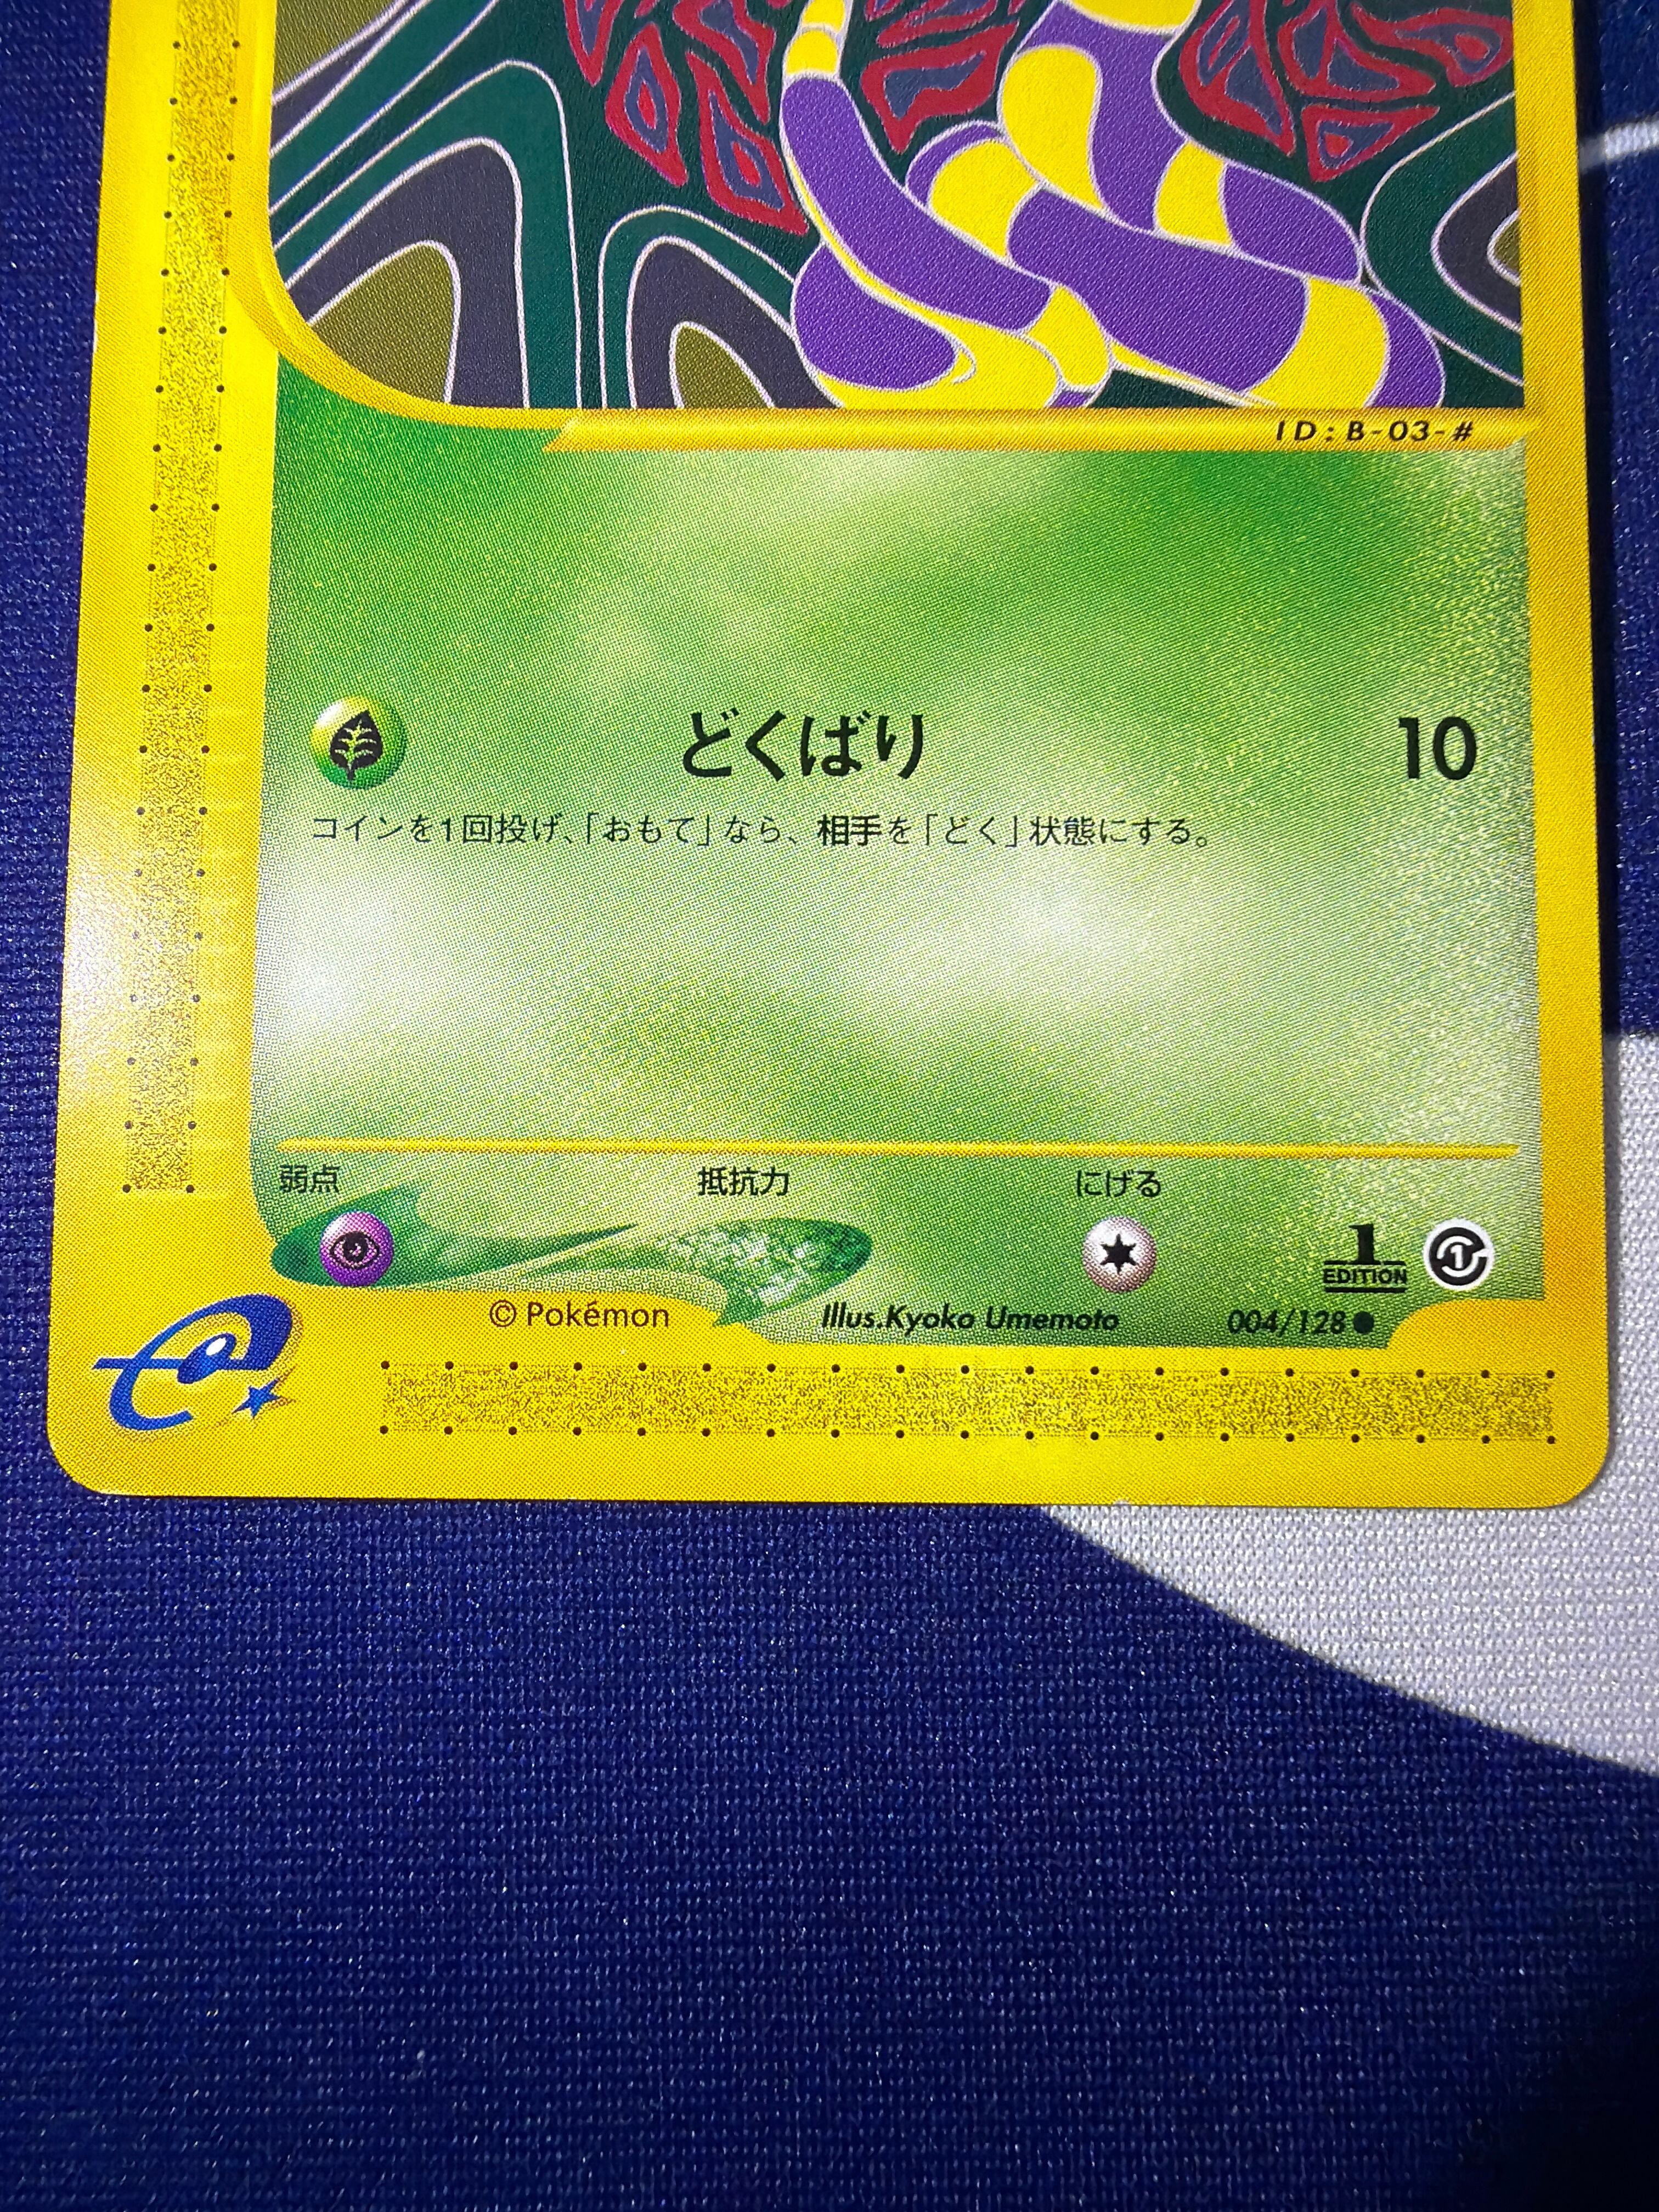 ID:B-03-#
どくばり 10
コインを1回投げ、「おもて」なら、相手を「どく」状態にする。
弱点 抵抗力 にげる
1 EDITION
© Pokémon Illus.Kyoko Umemoto 004/128●
e